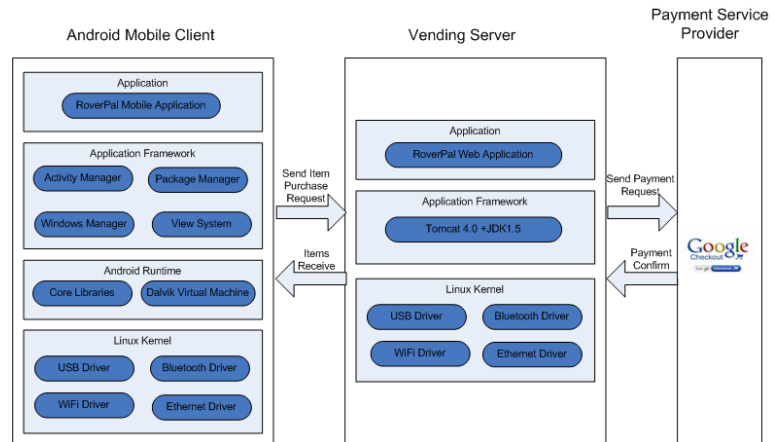 Android Mobile Client
Vending Server
Payment Service
Provider
Application
RoverPal Mobile Application
Application Framework
Activity Manager
Package Manager
Windows Manager
View System
Android Runtime
Core Libraries
Dalvik Virtual Machine
Linux Kernel
USB Driver
Bluetooth Driver
WiFi Driver
Ethernet Driver
Send Item
Purchase
Request
Items
Receive
Application
RoverPal Web Application
Application Framework
Tomcat 4.0 +JDK1.5
Linux Kernel
USB Driver
Bluetooth Driver
WiFi Driver
Ethernet Driver
Send Payment
Request
Payment
Confirm
Google
Checkout
Google Checkout